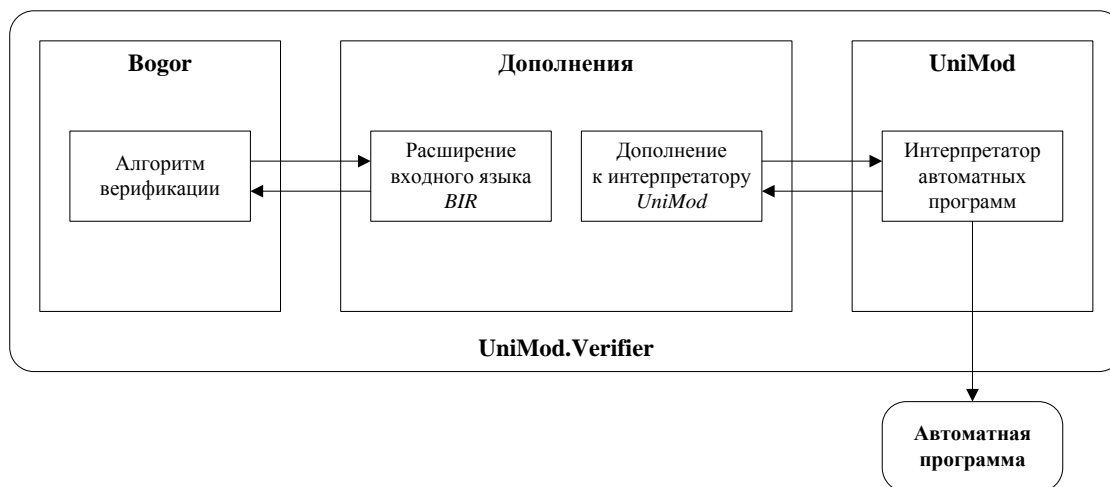 Bogor
Дополнения
UniMod
Алгоритм
верификации
Расширение
входного языка
BIR
Дополнение
к интерпретатору
UniMod
Интерпретатор
автоматных
программ
UniMod.Verifier
Автоматная
программа